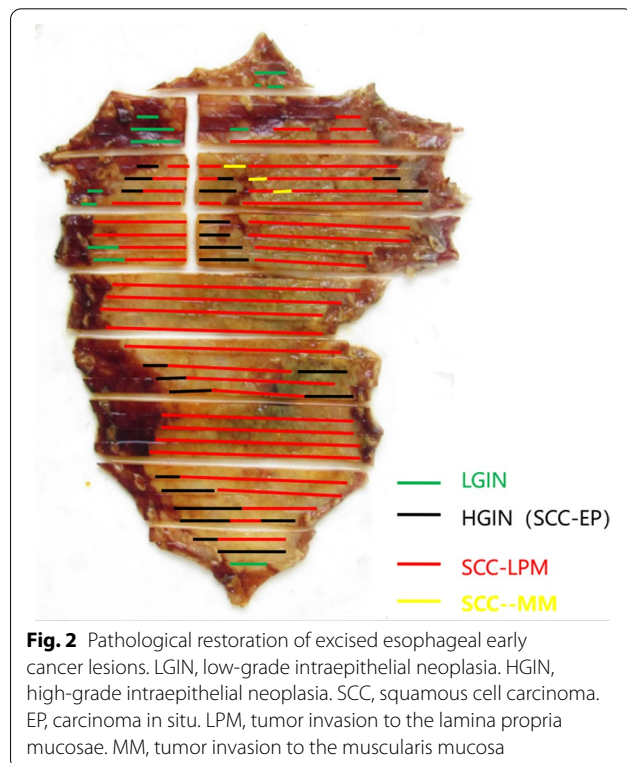 LGIN
HGIN (SCC-EP)
SCC-LPM
SCC--MM
Fig. 2 Pathological restoration of excised esophageal early
cancer lesions. LGIN, low-grade intraepithelial neoplasia. HGIN,
high-grade intraepithelial neoplasia. SCC, squamous cell carcinoma.
EP, carcinoma in situ. LPM, tumor invasion to the lamina propria
mucosae. MM, tumor invasion to the muscularis mucosa